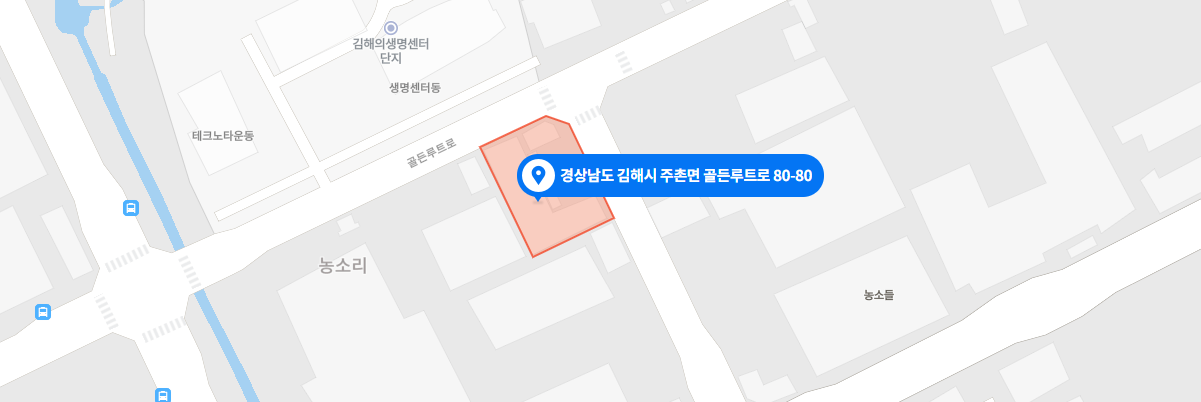 김해의생명센터
단지
생명센터동
테크노타운동
골든루트로
경상남도 김해시 주촌면 골든루트로 80-80
농소리
농소들